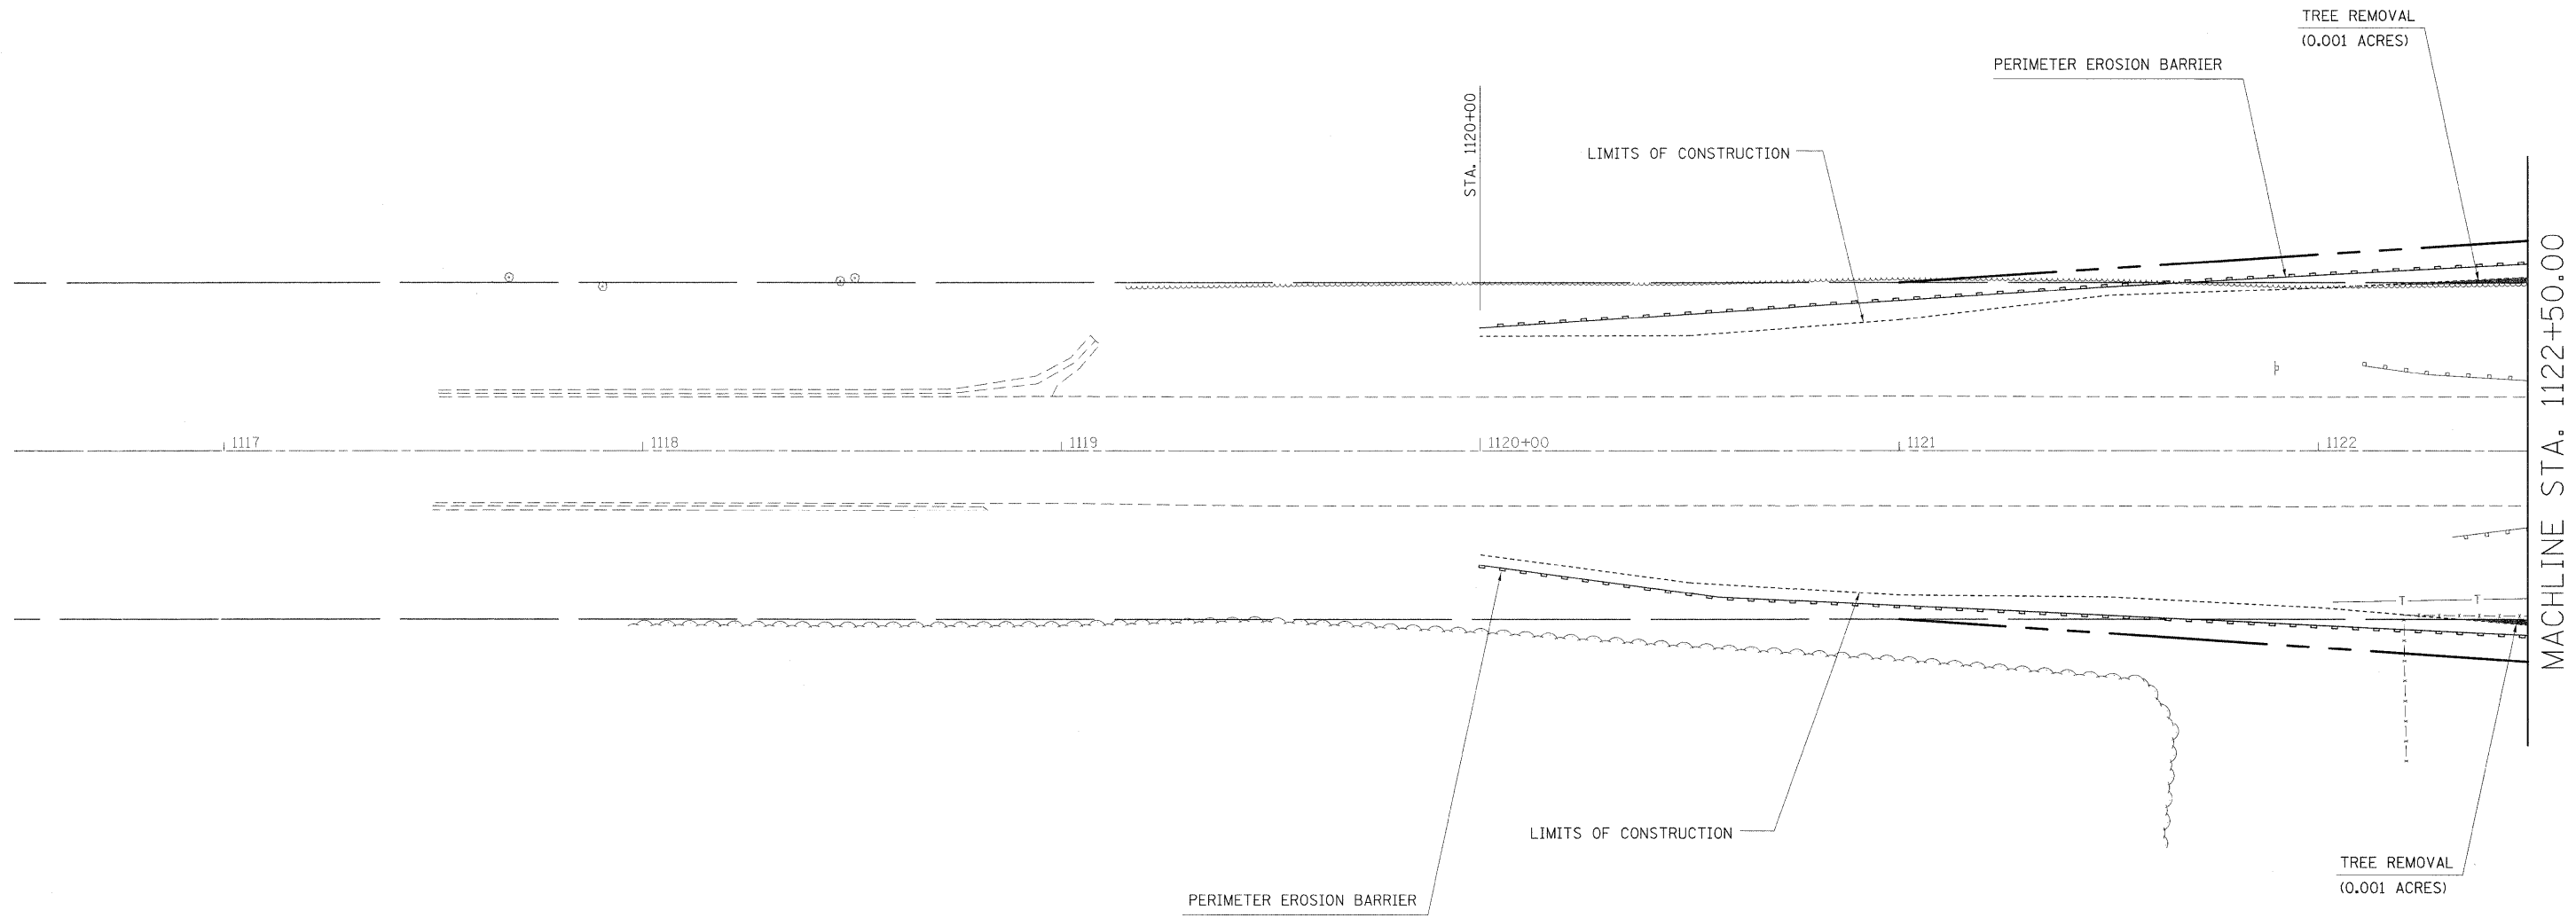 TREE REMOVAL
(0.001 ACRES)
PERIMETER EROSION BARRIER
STA. 1120+00
LIMITS OF CONSTRUCTION
MACHLINE STA. 1122+50.00
1117
1118
1119
1120+00
1121
1122
T
T
LIMITS OF CONSTRUCTION
TREE REMOVAL
(0.001 ACRES)
PERIMETER EROSION BARRIER